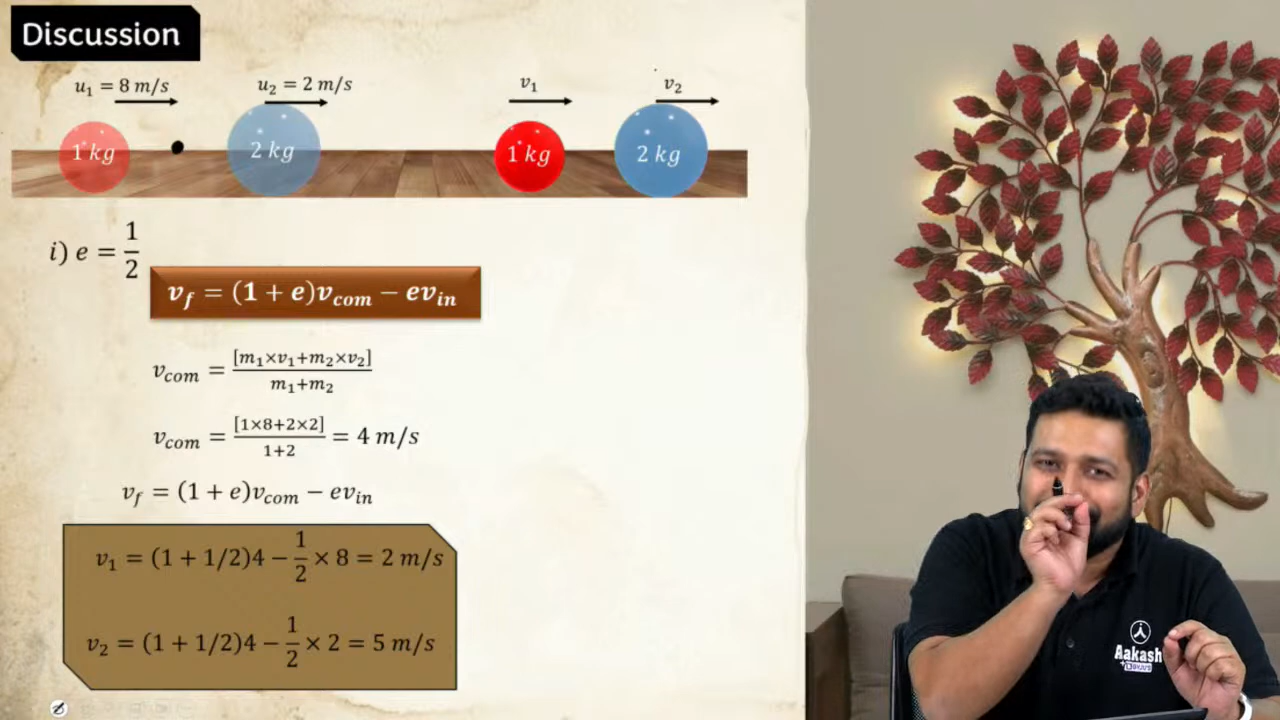 Discussion
u₁ = 8 m/s
u₂ = 2 m/s
v₁
v₂
1 kg
2 kg
1 kg
2 kg
i) e = 1/2
v_f = (1 + e)v_com − ev_in
v_com = [m₁×v₁+m₂×v₂] / m₁+m₂
v_com = [1×8+2×2] / 1+2 = 4 m/s
v_f = (1 + e)v_com − ev_in
v₁ = (1 + 1/2)4 − 1/2 × 8 = 2 m/s
v₂ = (1 + 1/2)4 − 1/2 × 2 = 5 m/s
Aakash
+BYJU'S